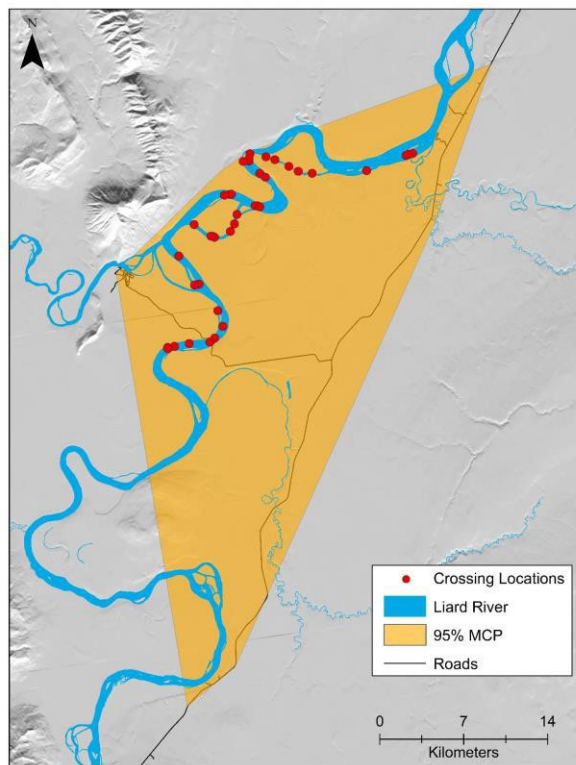 N
Crossing Locations
Liard River
95% MCP
Roads
0 7 14
Kilometers